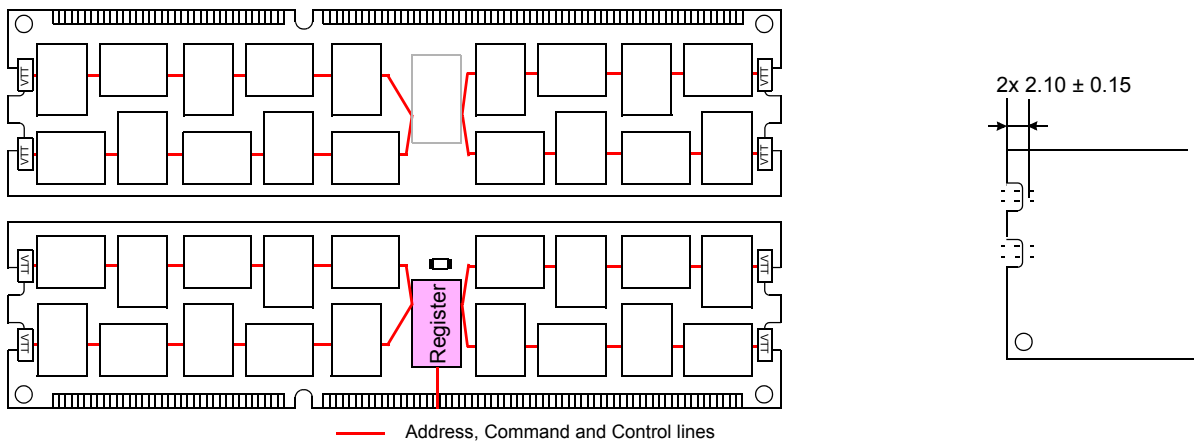 VTT
VTT
VTT
VTT
2x 2.10 ± 0.15
VTT
VTT
Register
VTT
VTT
Address, Command and Control lines